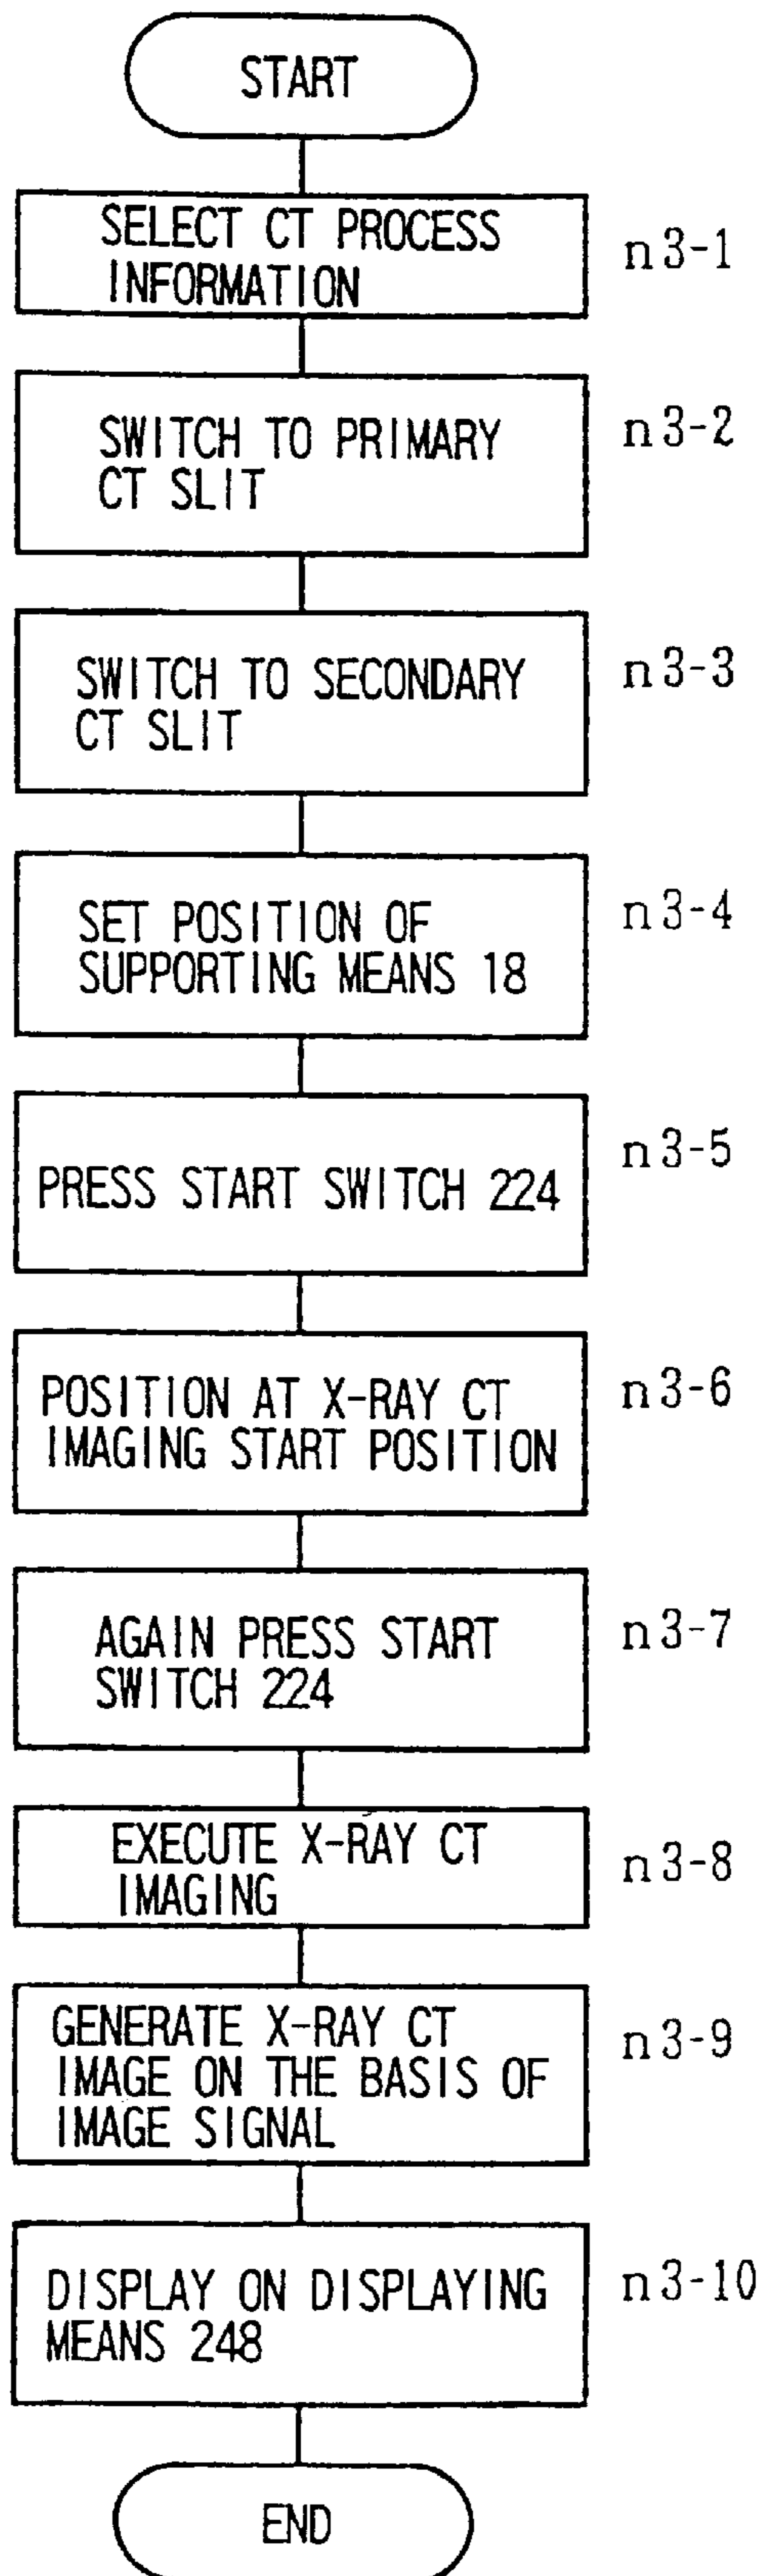 START
SELECT CT PROCESS
INFORMATION
n3-1
SWITCH TO PRIMARY
CT SLIT
n3-2
SWITCH TO SECONDARY
CT SLIT
n3-3
SET POSITION OF
SUPPORTING MEANS 18
n3-4
PRESS START SWITCH 224
n3-5
POSITION AT X-RAY CT
IMAGING START POSITION
n3-6
AGAIN PRESS START
SWITCH 224
n3-7
EXECUTE X-RAY CT
IMAGING
n3-8
GENERATE X-RAY CT
IMAGE ON THE BASIS OF
IMAGE SIGNAL
n3-9
DISPLAY ON DISPLAYING
MEANS 248
n3-10
END